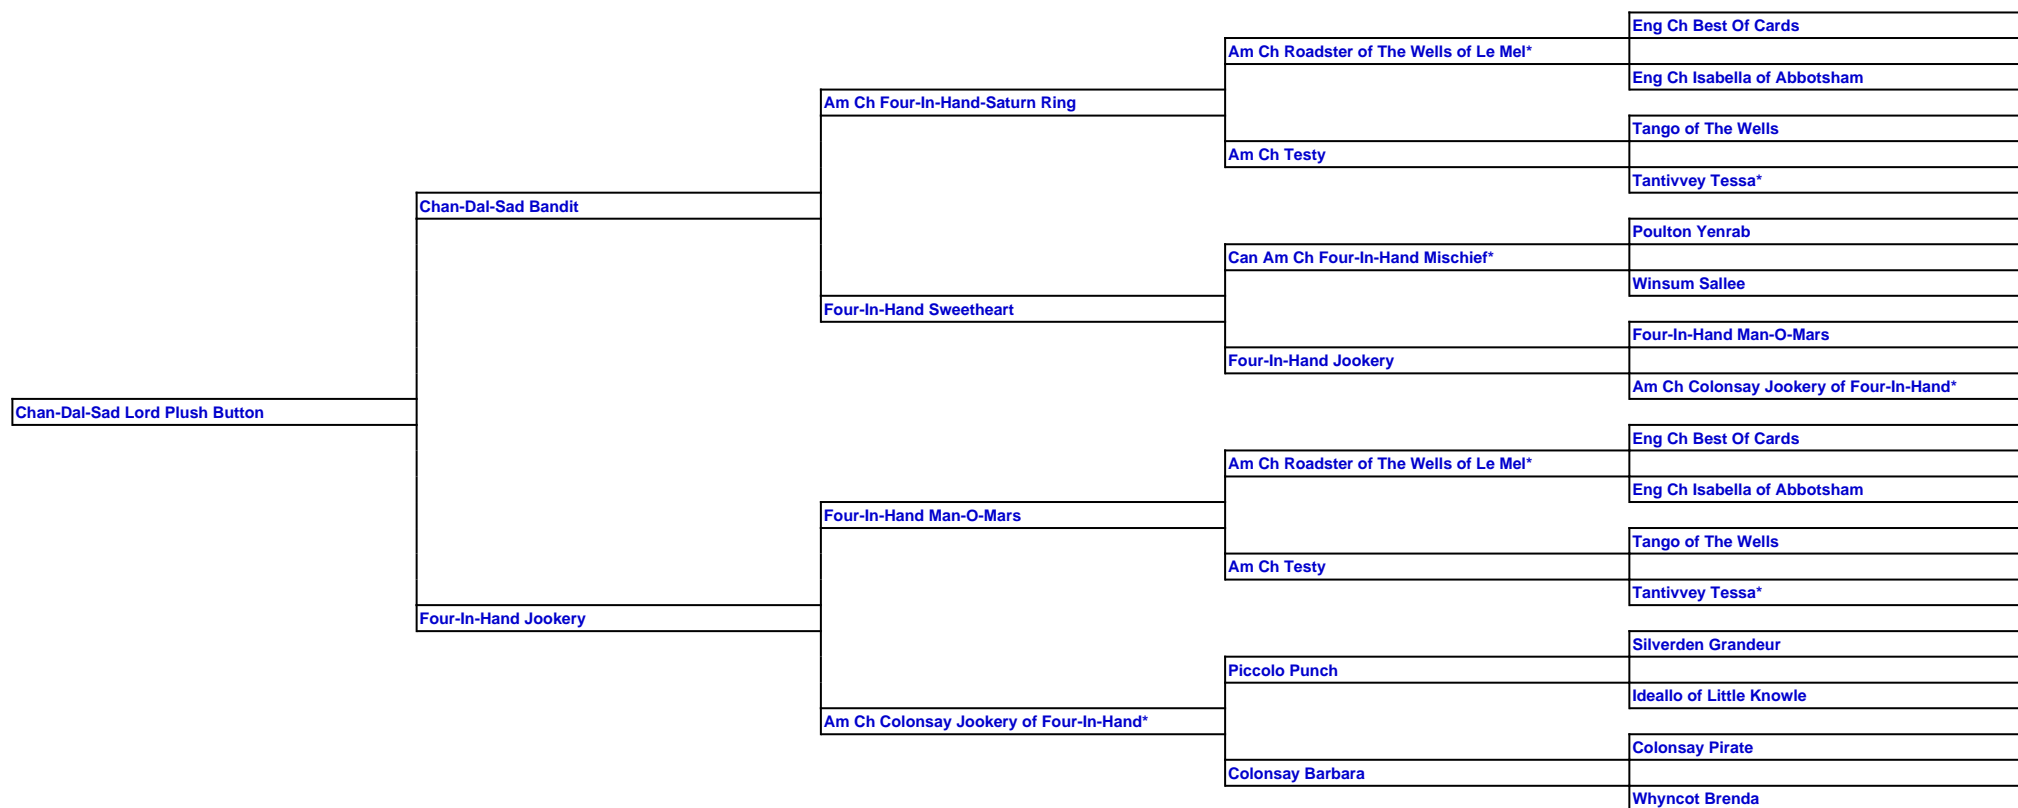 Eng Ch Best Of Cards
Am Ch Roadster of The Wells of Le Mel*
Eng Ch Isabella of Abbotsham
Am Ch Four-In-Hand-Saturn Ring
Tango of The Wells
Am Ch Testy
Tantivvey Tessa*
Chan-Dal-Sad Bandit
Poulton Yenrab
Can Am Ch Four-In-Hand Mischief*
Winsum Sallee
Four-In-Hand Sweetheart
Four-In-Hand Man-O-Mars
Four-In-Hand Jookery
Am Ch Colonsay Jookery of Four-In-Hand*
Chan-Dal-Sad Lord Plush Button
Eng Ch Best Of Cards
Am Ch Roadster of The Wells of Le Mel*
Eng Ch Isabella of Abbotsham
Four-In-Hand Man-O-Mars
Tango of The Wells
Am Ch Testy
Tantivvey Tessa*
Four-In-Hand Jookery
Silverden Grandeur
Piccolo Punch
Ideallo of Little Knowle
Am Ch Colonsay Jookery of Four-In-Hand*
Colonsay Pirate
Colonsay Barbara
Whyncot Brenda